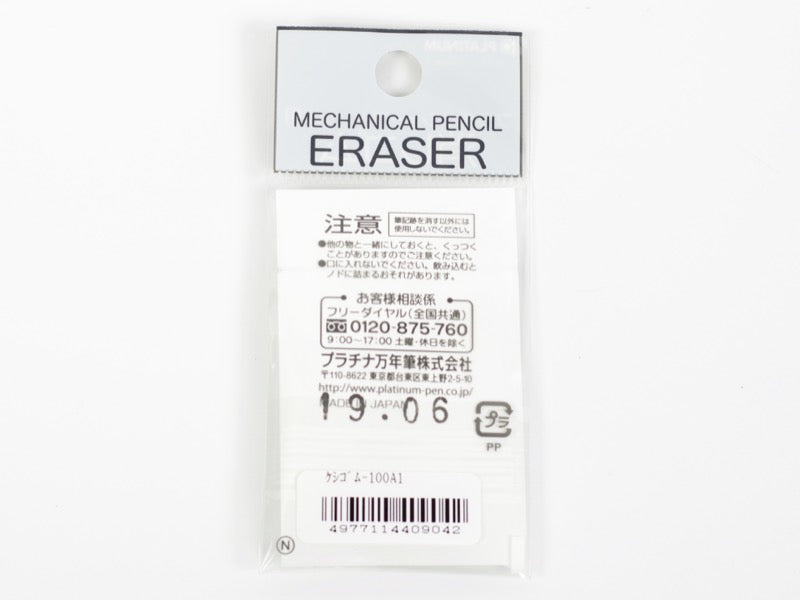 PLATINUM
MECHANICAL PENCIL
ERASER
注意
筆記跡を消す以外には
使用しないでください。
●他の物と一緒にしておくと、くっつく
ことがありますのでご注意ください。
●口に入れないでください。飲み込むと
ノドに詰まるおそれがあります。
お客様相談係
フリーダイヤル(全国共通)
0120-875-760
9:00〜17:00 土曜・休日を除く
プラチナ万年筆株式会社
〒110-8622 東京都台東区東上野2-5-10
http://www.platinum-pen.co.jp/
MADE IN JAPAN
19.06
プラ
PP
ケシゴム-100A1
4977114409042
N